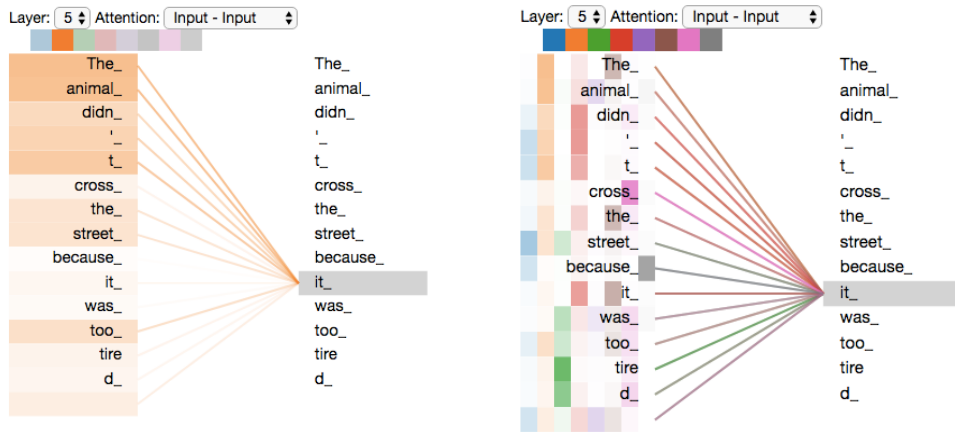 Layer: 5 Attention: Input - Input
The_ The_
animal_ animal_
didn_ didn_
'_ '_
t_ t_
cross_ cross_
the_ the_
street_ street_
because_ because_
it_ it_
was_ was_
too_ too_
tire tire
d_ d_
Layer: 5 Attention: Input - Input
The_ The_
animal_ animal_
didn_ didn_
'_ '_
t_ t_
cross_ cross_
the_ the_
street_ street_
because_ because_
it_ it_
was_ was_
too_ too_
tire tire
d_ d_